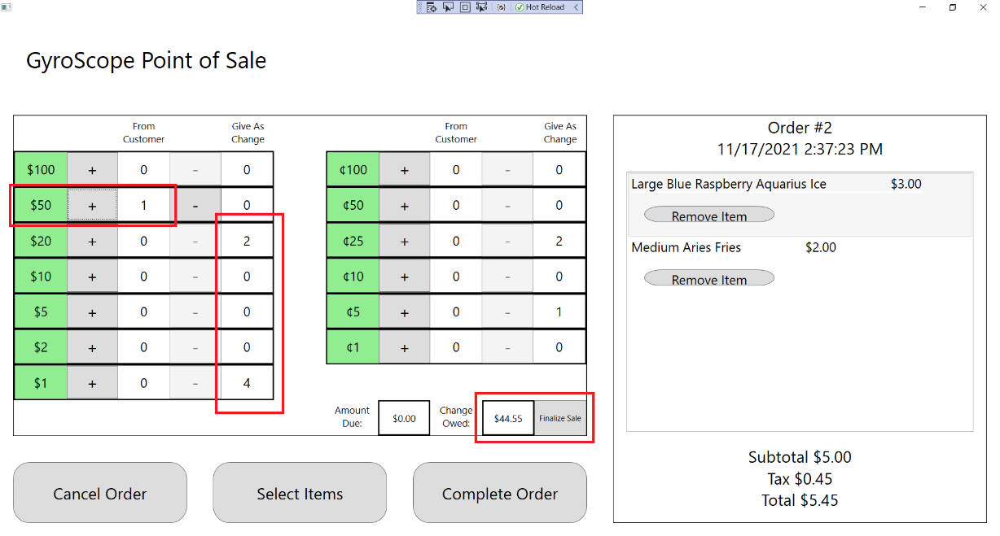 Hot Reload
GyroScope Point of Sale
From Customer Give As Change
$100 + 0 - 0
$50 + 1 - 0
$20 + 0 - 2
$10 + 0 - 0
$5 + 0 - 0
$2 + 0 - 0
$1 + 0 - 4
From Customer Give As Change
¢100 + 0 - 0
¢50 + 0 - 0
¢25 + 0 - 2
¢10 + 0 - 0
¢5 + 0 - 1
¢1 + 0 - 0
Amount Due: $0.00 Change Owed: $44.55 Finalize Sale
Cancel Order Select Items Complete Order
Order #2
11/17/2021 2:37:23 PM
Large Blue Raspberry Aquarius Ice $3.00
Remove Item
Medium Aries Fries $2.00
Remove Item
Subtotal $5.00
Tax $0.45
Total $5.45